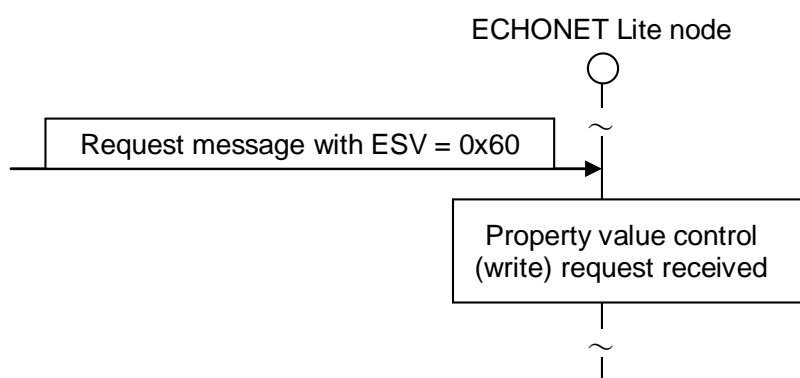 ECHONET Lite node
Request message with ESV = 0x60
Property value control
(write) request received